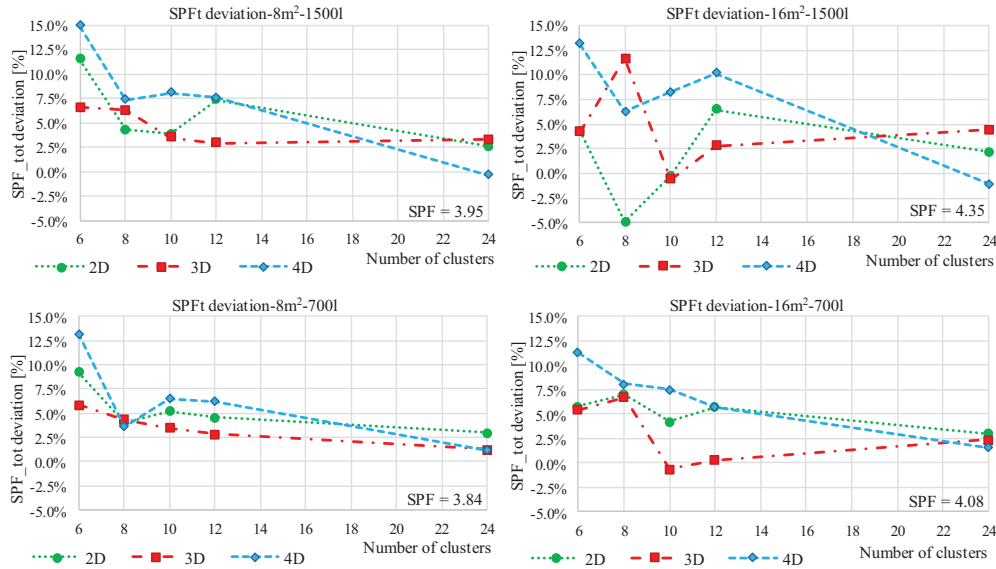 SPFt deviation-8m²-1500l
SPF_tot deviation [%]
15.0%
12.5%
10.0%
7.5%
5.0%
2.5%
0.0%
-2.5%
-5.0%
SPF = 3.95
6 8 10 12 14 16 18 20 22 24
Number of clusters
2D 3D 4D
SPFt deviation-16m²-1500l
SPF_tot deviation [%]
15.0%
12.5%
10.0%
7.5%
5.0%
2.5%
0.0%
-2.5%
-5.0%
SPF = 4.35
6 8 10 12 14 16 18 20 22 24
Number of clusters
2D 3D 4D
SPFt deviation-8m²-700l
SPF_tot deviation [%]
15.0%
12.5%
10.0%
7.5%
5.0%
2.5%
0.0%
-2.5%
-5.0%
SPF = 3.84
6 8 10 12 14 16 18 20 22 24
Number of clusters
2D 3D 4D
SPFt deviation-16m²-700l
SPF_tot deviation [%]
15.0%
12.5%
10.0%
7.5%
5.0%
2.5%
0.0%
-2.5%
-5.0%
SPF = 4.08
6 8 10 12 14 16 18 20 22 24
Number of clusters
2D 3D 4D